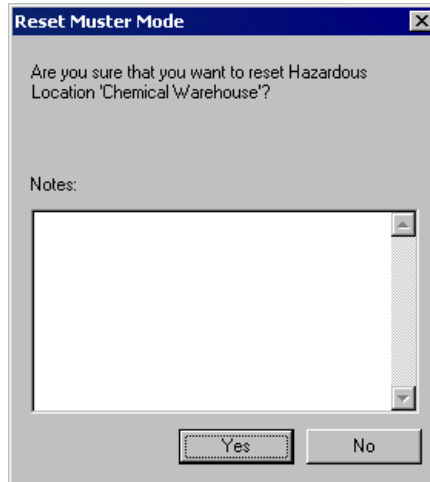 Reset Muster Mode
Are you sure that you want to reset Hazardous
Location 'Chemical Warehouse'?
Notes:
Yes No